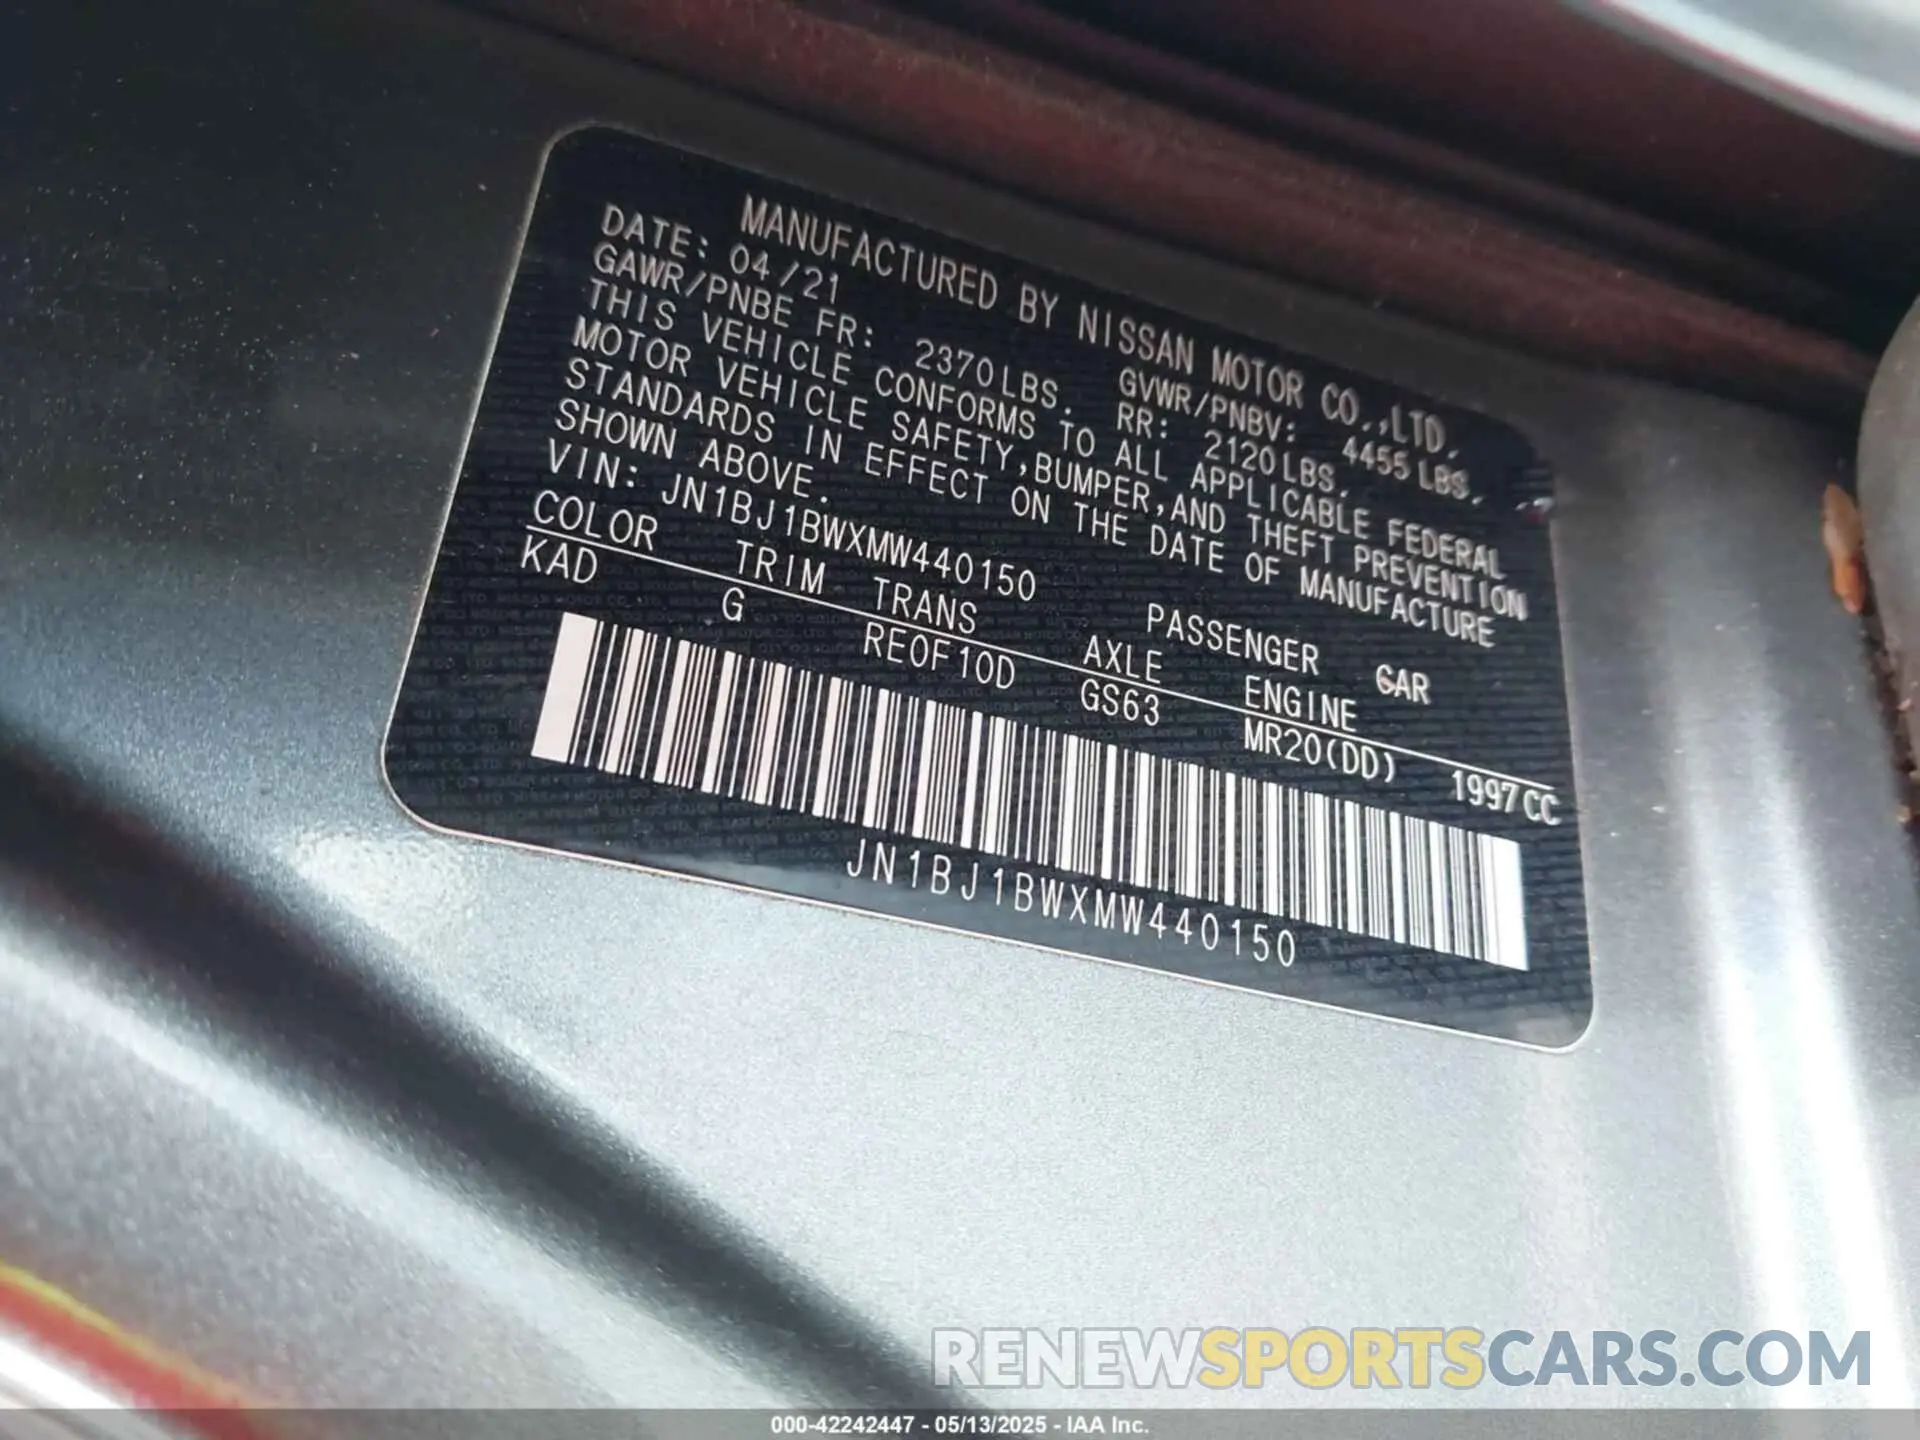 MANUFACTURED BY NISSAN MOTOR CO.,LTD.
DATE: 04/21 GVWR/PNBV: 4455LBS.
GAWR/PNBE FR: 2370LBS. RR: 2120LBS.
THIS VEHICLE CONFORMS TO ALL APPLICABLE FEDERAL
MOTOR VEHICLE SAFETY,BUMPER,AND THEFT PREVENTION
STANDARDS IN EFFECT ON THE DATE OF MANUFACTURE
SHOWN ABOVE.
VIN: JN1BJ1BWXMW440150 PASSENGER CAR
COLOR TRIM TRANS AXLE ENGINE
KAD G RE0F10D GS63 MR20(DD) 1997CC
JN1BJ1BWXMW440150
RENEWSPORTSCARS.COM
000-42242447 - 05/13/2025 - IAA Inc.